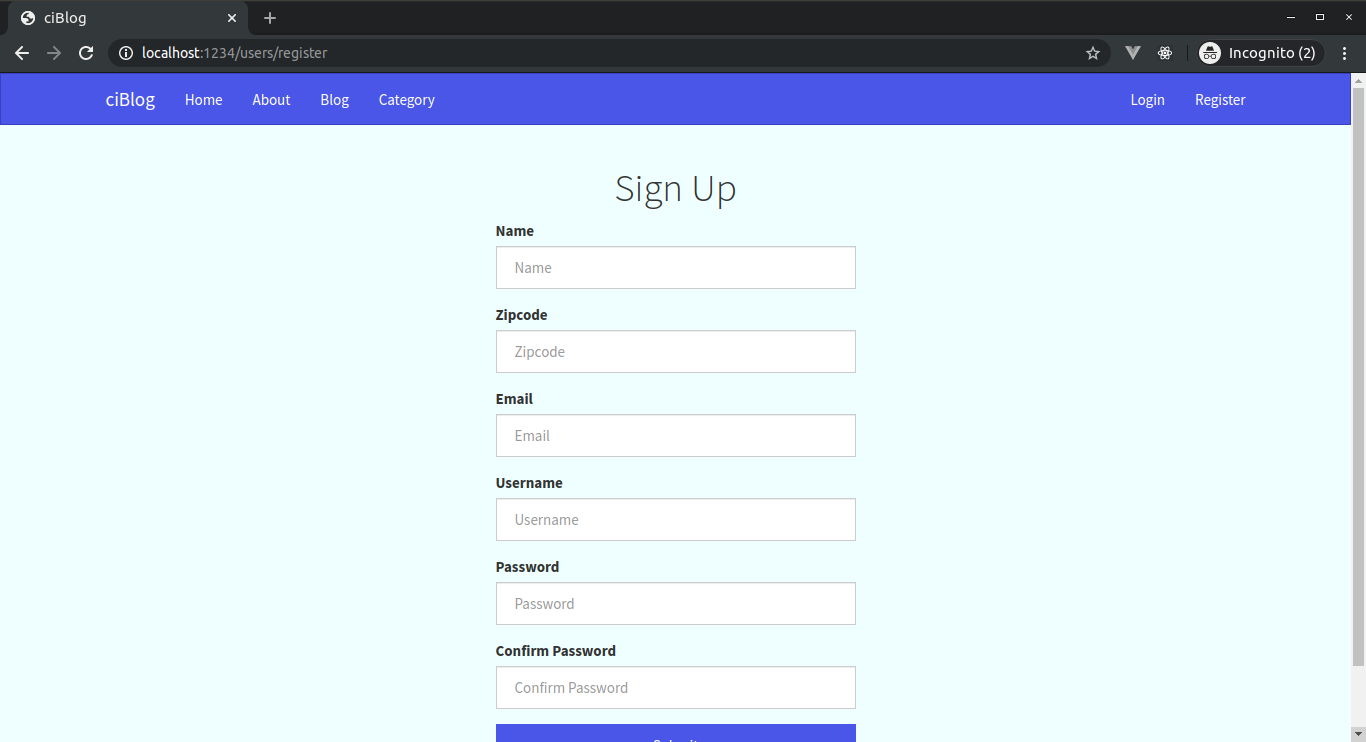 ciBlog
localhost:1234/users/register
Incognito (2)
ciBlog Home About Blog Category Login Register
Sign Up
Name
Name
Zipcode
Zipcode
Email
Email
Username
Username
Password
Password
Confirm Password
Confirm Password